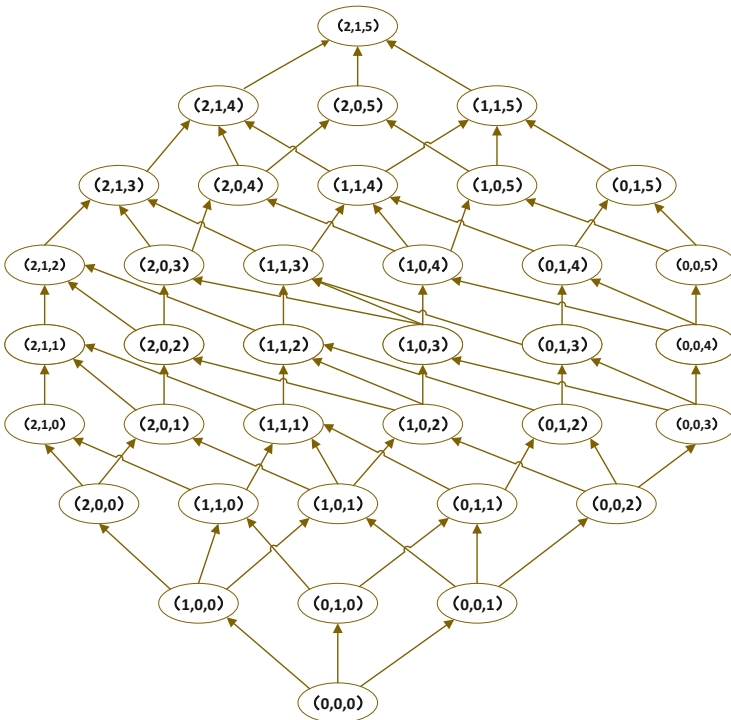 (2,1,5)
(2,1,4) (2,0,5) (1,1,5)
(2,1,3) (2,0,4) (1,1,4) (1,0,5) (0,1,5)
(2,1,2) (2,0,3) (1,1,3) (1,0,4) (0,1,4) (0,0,5)
(2,1,1) (2,0,2) (1,1,2) (1,0,3) (0,1,3) (0,0,4)
(2,1,0) (2,0,1) (1,1,1) (1,0,2) (0,1,2) (0,0,3)
(2,0,0) (1,1,0) (1,0,1) (0,1,1) (0,0,2)
(1,0,0) (0,1,0) (0,0,1)
(0,0,0)